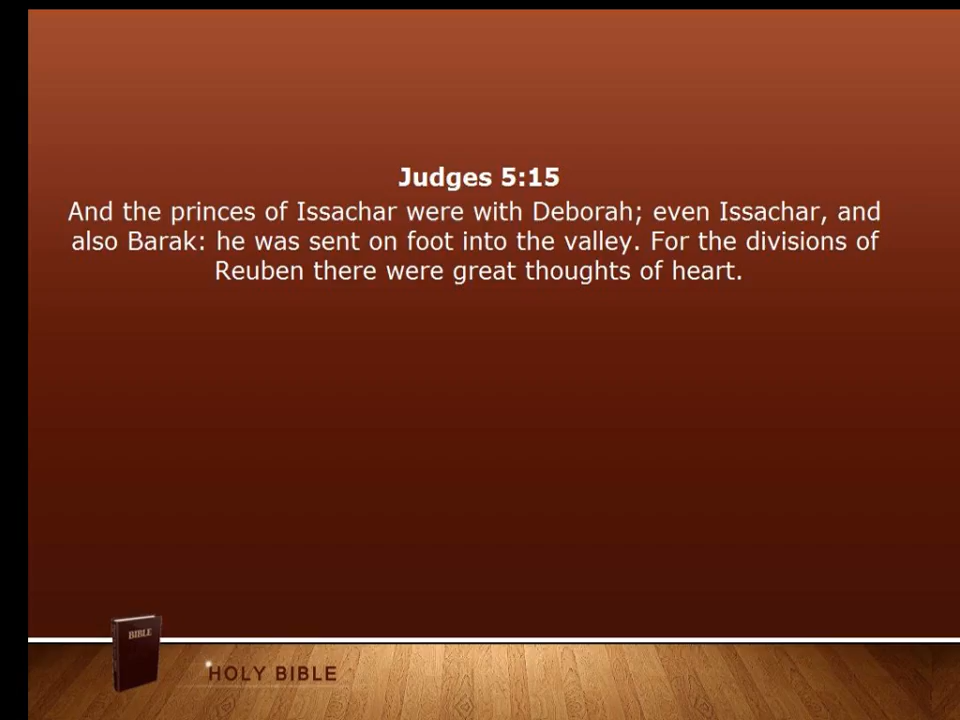 Judges 5:15
And the princes of Issachar were with Deborah; even Issachar, and
also Barak: he was sent on foot into the valley. For the divisions of
Reuben there were great thoughts of heart.
BIBLE
HOLY BIBLE